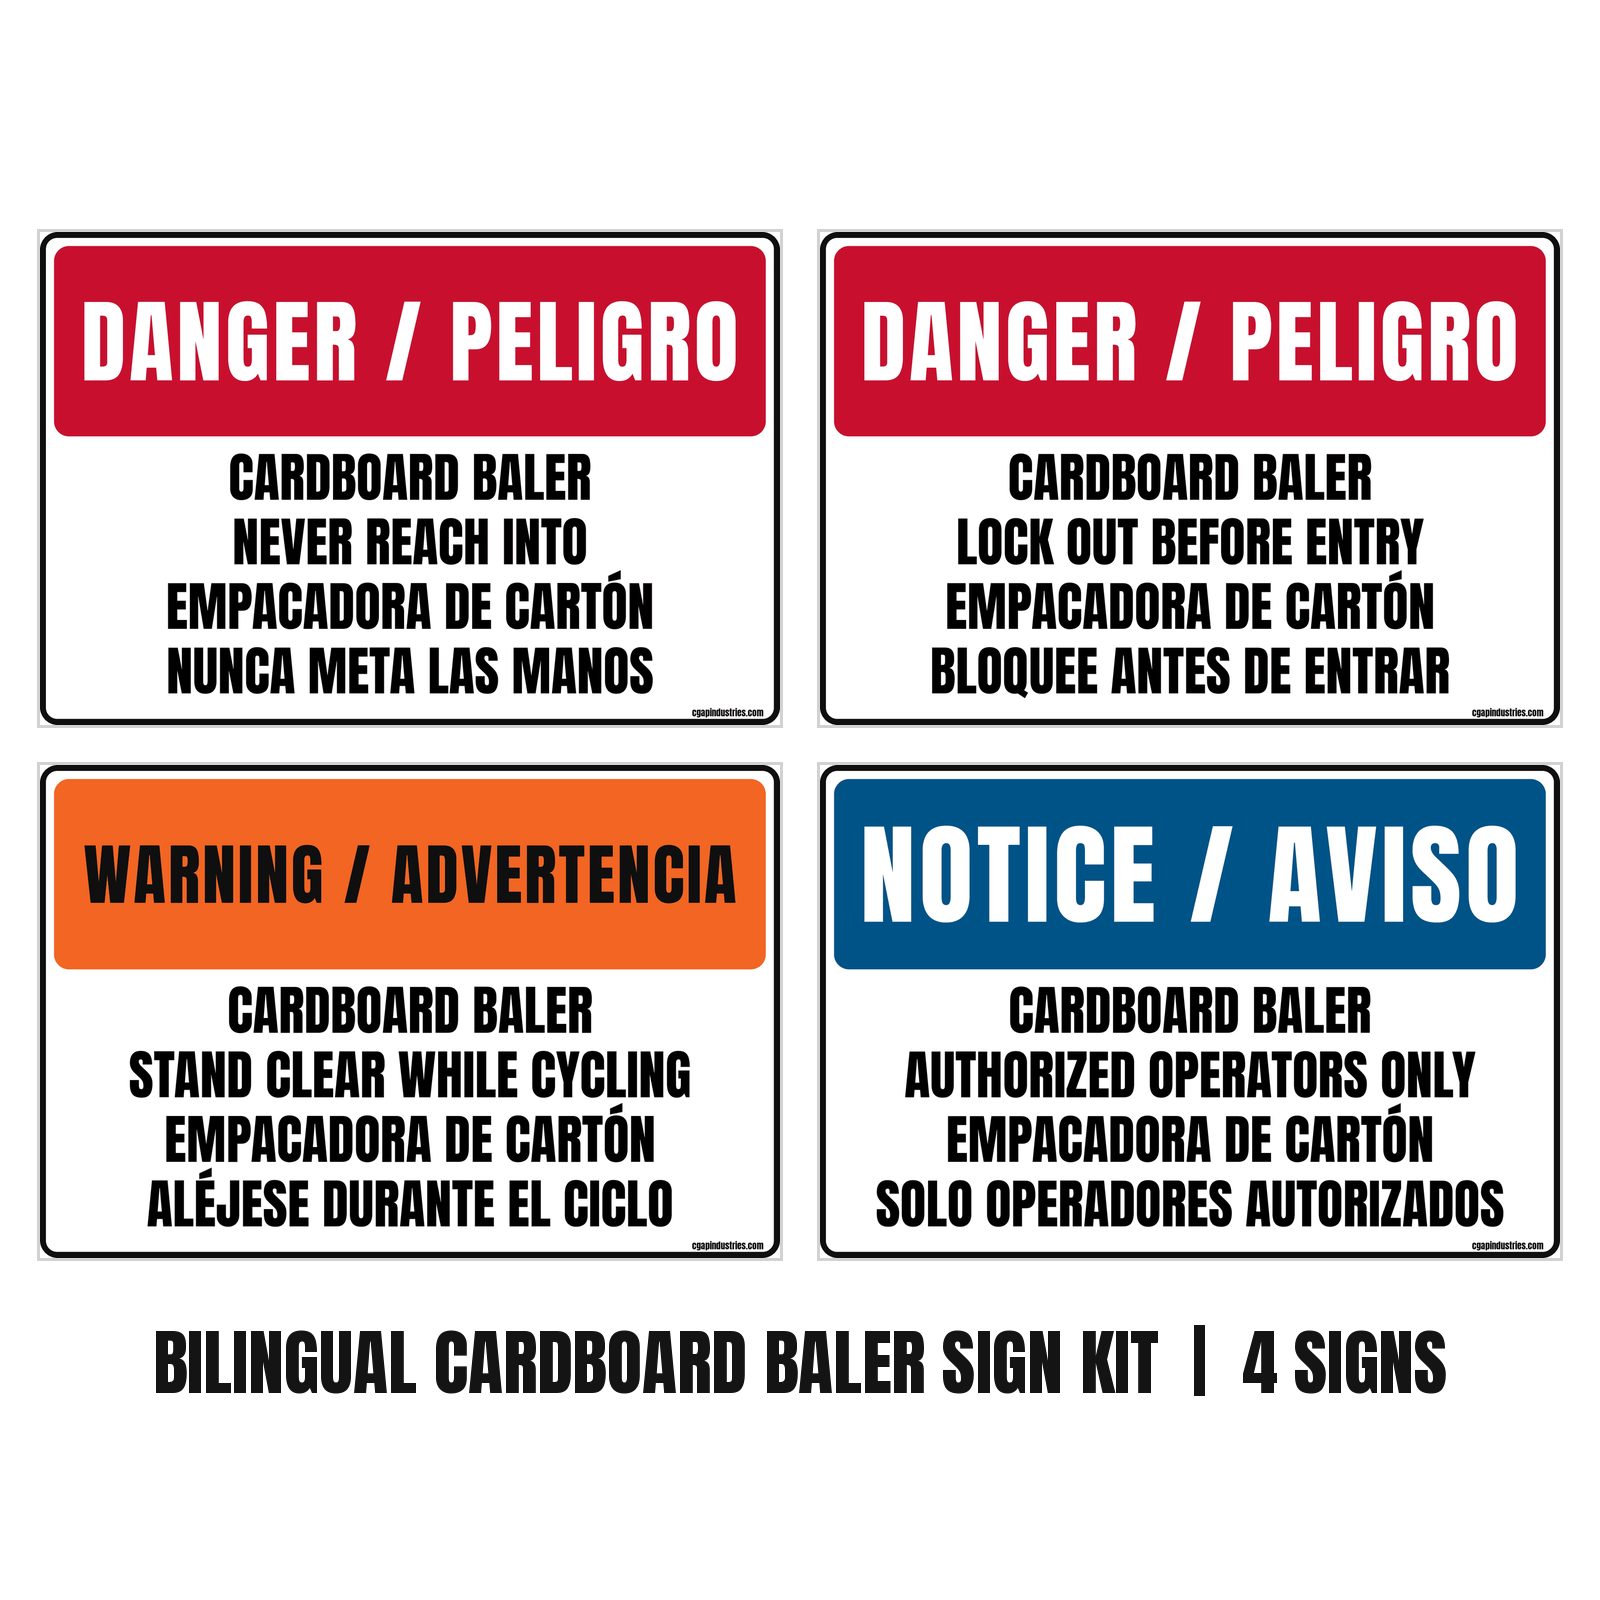 DANGER / PELIGRO
CARDBOARD BALER
NEVER REACH INTO
EMPACADORA DE CARTÓN
NUNCA META LAS MANOS
cgapindustries.com
DANGER / PELIGRO
CARDBOARD BALER
LOCK OUT BEFORE ENTRY
EMPACADORA DE CARTÓN
BLOQUEE ANTES DE ENTRAR
cgapindustries.com
WARNING / ADVERTENCIA
CARDBOARD BALER
STAND CLEAR WHILE CYCLING
EMPACADORA DE CARTÓN
ALÉJESE DURANTE EL CICLO
cgapindustries.com
NOTICE / AVISO
CARDBOARD BALER
AUTHORIZED OPERATORS ONLY
EMPACADORA DE CARTÓN
SOLO OPERADORES AUTORIZADOS
cgapindustries.com
BILINGUAL CARDBOARD BALER SIGN KIT | 4 SIGNS